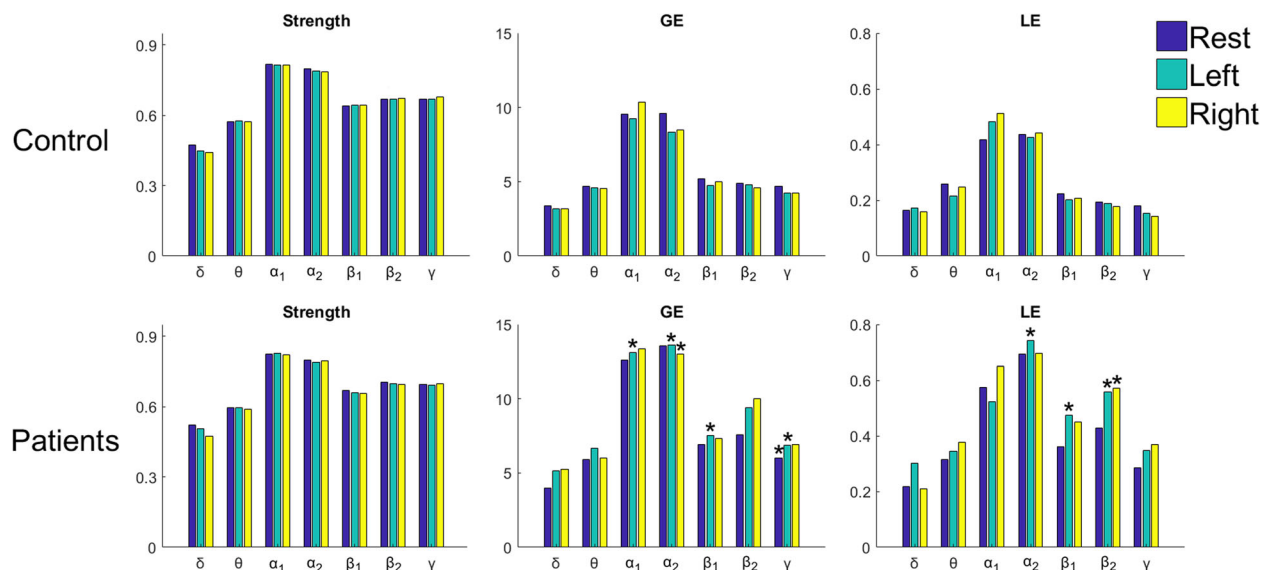 Strength GE LE
0.9 15 0.8 Rest
Left
0.6 10 0.6 Right
Control
0.4
0.3 5 0.2
0 0 0
δ θ α₁ α₂ β₁ β₂ γ δ θ α₁ α₂ β₁ β₂ γ δ θ α₁ α₂ β₁ β₂ γ
Strength GE LE
0.9 15 0.8
* * * *
0.6 10 0.6 * * *
Patients * * *
0.4
0.3 5 0.2
0 0 0
δ θ α₁ α₂ β₁ β₂ γ δ θ α₁ α₂ β₁ β₂ γ δ θ α₁ α₂ β₁ β₂ γ